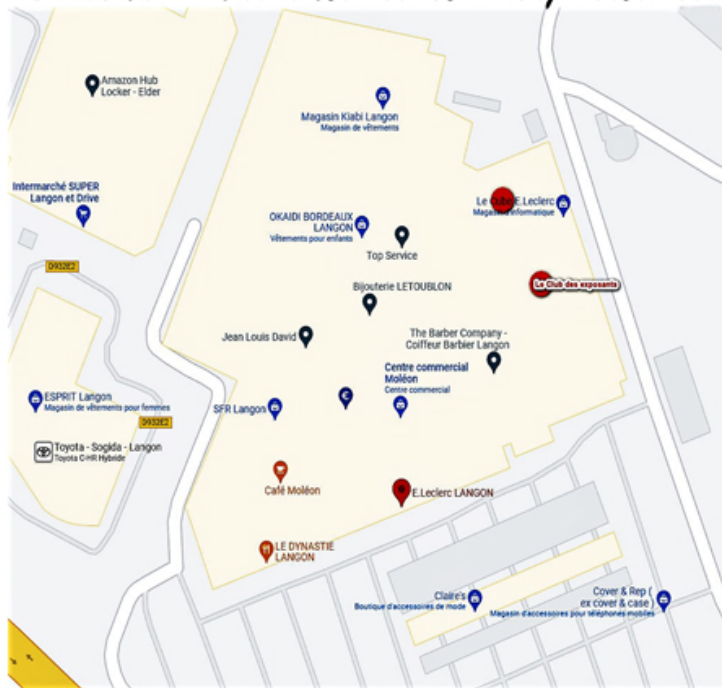 Amazon Hub
Locker - Elder
Magasin Kiabi Langon
Magasin de vêtements
Intermarché SUPER
Langon et Drive
Le Cube E.Leclerc
Magasin informatique
OKAIDI BORDEAUX
LANGON
Vêtements pour enfants
Top Service
D932E2
Le Club des exposants
Bijouterie LETOUBLON
Jean Louis David
The Barber Company -
Coiffeur Barbier Langon
Centre commercial
Moléon
Centre commercial
ESPRIT Langon
Magasin de vêtements pour femmes
SFR Langon
€
D932E2
Toyota - Sogida - Langon
Toyota C-HR Hybride
Café Moléon
E.Leclerc LANGON
LE DYNASTIE
LANGON
Claire's
Boutique d'accessoires de mode
Cover & Rep (
ex cover & case )
Magasin d'accessoires pour téléphones mobiles